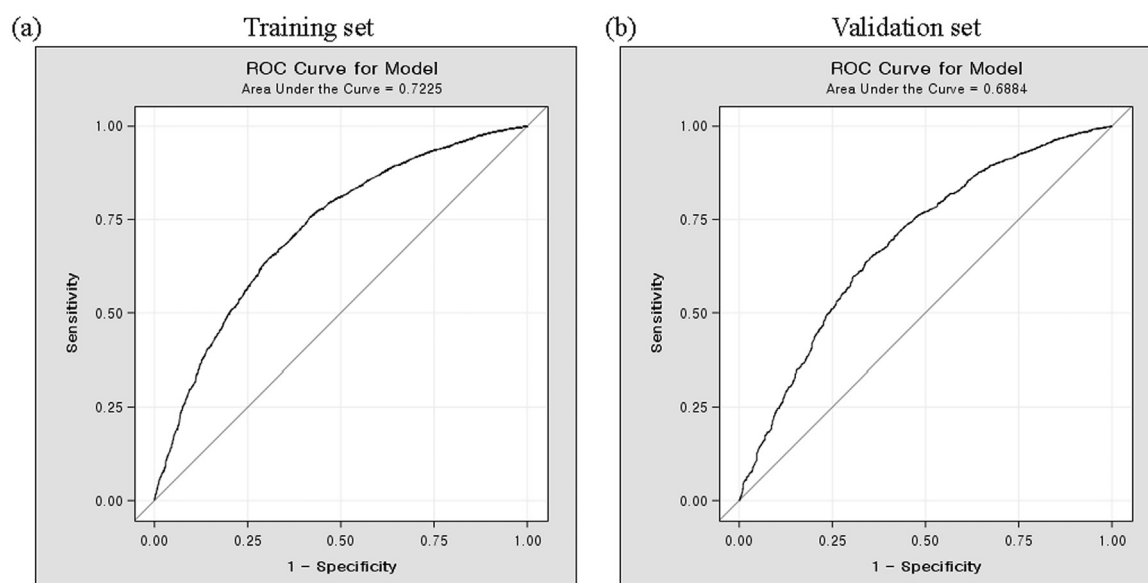 (a) Training set
ROC Curve for Model
Area Under the Curve = 0.7225
1.00
0.75
0.50
0.25
0.00
Sensitivity
0.00 0.25 0.50 0.75 1.00
1 - Specificity
(b) Validation set
ROC Curve for Model
Area Under the Curve = 0.6884
1.00
0.75
0.50
0.25
0.00
Sensitivity
0.00 0.25 0.50 0.75 1.00
1 - Specificity